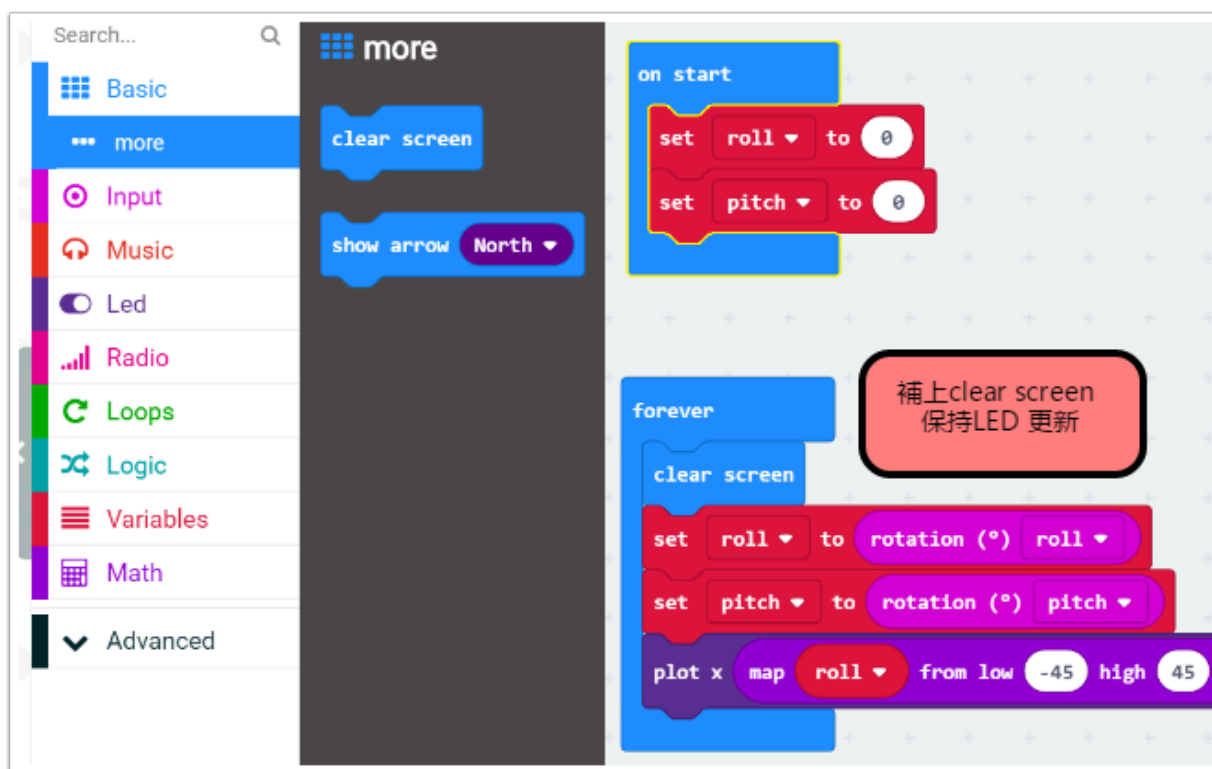 Search...
Basic
more
Input
Music
Led
Radio
Loops
Logic
Variables
Math
Advanced
more
clear screen
show arrow North
on start
set roll to 0
set pitch to 0
補上clear screen
保持LED 更新
forever
clear screen
set roll to rotation (°) roll
set pitch to rotation (°) pitch
plot x map roll from low -45 high 45